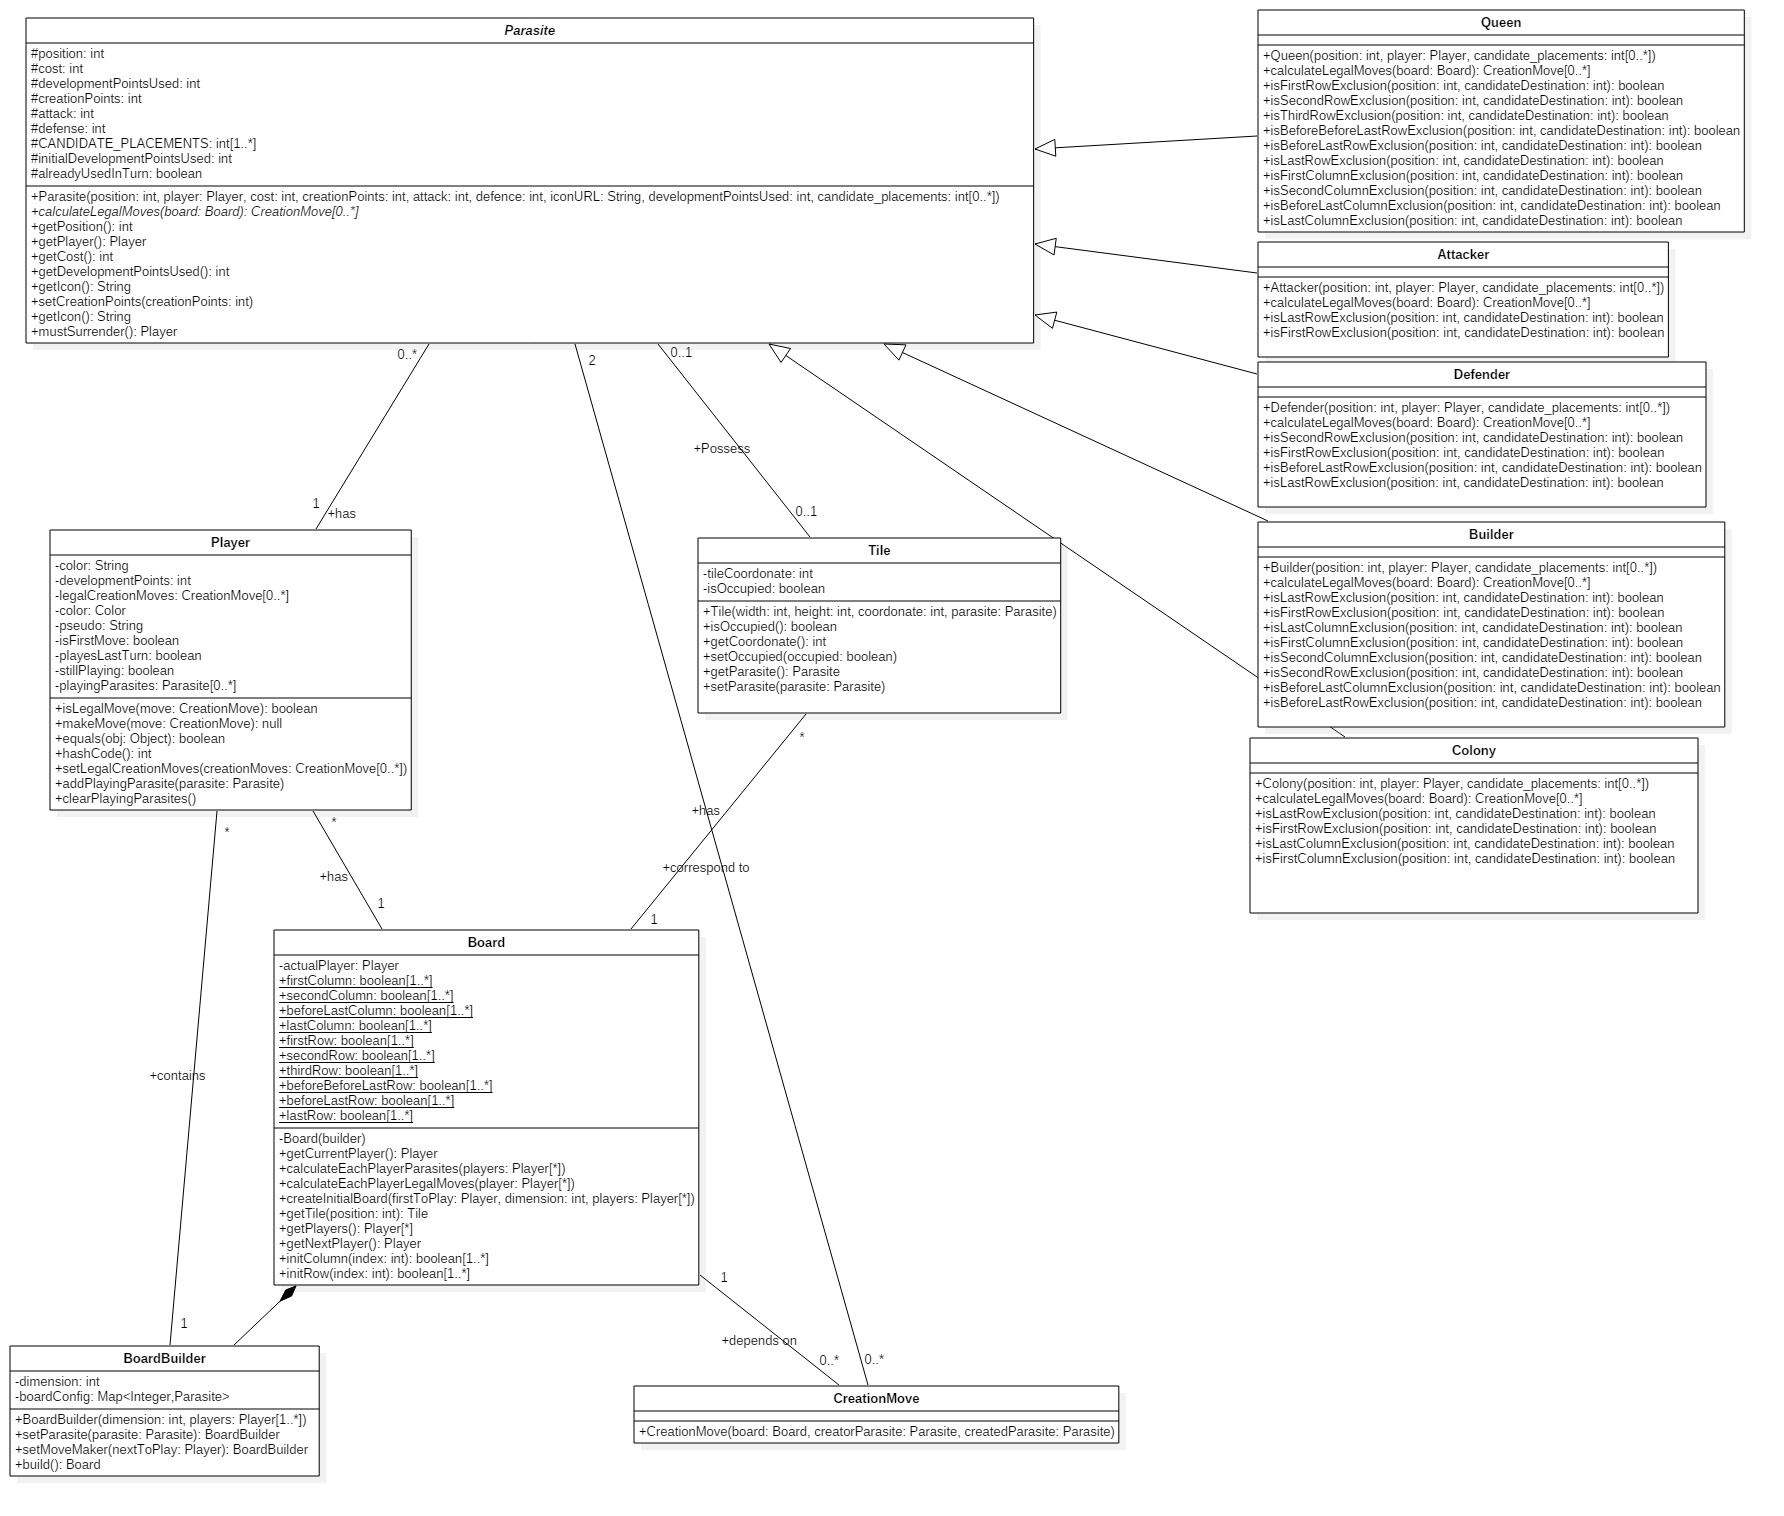 Parasite
#position: int
#cost: int
#developmentPointsUsed: int
#creationPoints: int
#attack: int
#defense: int
#CANDIDATE_PLACEMENTS: int[1..*]
#initialDevelopmentPointsUsed: int
#alreadyUsedInTurn: boolean
+Parasite(position: int, player: Player, cost: int, creationPoints: int, attack: int, defence: int, iconURL: String, developmentPointsUsed: int, candidate_placements: int[0..*])
+calculateLegalMoves(board: Board): CreationMove[0..*]
+getPosition(): int
+getPlayer(): Player
+getCost(): int
+getDevelopmentPointsUsed(): int
+getIcon(): String
+setCreationPoints(creationPoints: int)
+getIcon(): String
+mustSurrender(): Player
Queen
+Queen(position: int, player: Player, candidate_placements: int[0..*])
+calculateLegalMoves(board: Board): CreationMove[0..*]
+isFirstRowExclusion(position: int, candidateDestination: int): boolean
+isSecondRowExclusion(position: int, candidateDestination: int): boolean
+isThirdRowExclusion(position: int, candidateDestination: int): boolean
+isBeforeBeforeLastRowExclusion(position: int, candidateDestination: int): boolean
+isBeforeLastRowExclusion(position: int, candidateDestination: int): boolean
+isLastRowExclusion(position: int, candidateDestination: int): boolean
+isFirstColumnExclusion(position: int, candidateDestination: int): boolean
+isSecondColumnExclusion(position: int, candidateDestination: int): boolean
+isBeforeLastColumnExclusion(position: int, candidateDestination: int): boolean
+isLastColumnExclusion(position: int, candidateDestination: int): boolean
Attacker
+Attacker(position: int, player: Player, candidate_placements: int[0..*])
+calculateLegalMoves(board: Board): CreationMove[0..*]
+isLastRowExclusion(position: int, candidateDestination: int): boolean
+isFirstRowExclusion(position: int, candidateDestination: int): boolean
Defender
+Defender(position: int, player: Player, candidate_placements: int[0..*])
+calculateLegalMoves(board: Board): CreationMove[0..*]
+isSecondRowExclusion(position: int, candidateDestination: int): boolean
+isFirstRowExclusion(position: int, candidateDestination: int): boolean
+isBeforeLastRowExclusion(position: int, candidateDestination: int): boolean
+isLastRowExclusion(position: int, candidateDestination: int): boolean
0..*
2
0..1
+Possess
1
+has
0..1
Player
-color: String
-developmentPoints: int
-legalCreationMoves: CreationMove[0..*]
-color: Color
-pseudo: String
-isFirstMove: boolean
-playesLastTurn: boolean
-stillPlaying: boolean
-playingParasites: Parasite[0..*]
+isLegalMove(move: CreationMove): boolean
+makeMove(move: CreationMove): null
+equals(obj: Object): boolean
+hashCode(): int
+setLegalCreationMoves(creationMoves: CreationMove[0..*])
+addPlayingParasite(parasite: Parasite)
+clearPlayingParasites()
Tile
-tileCoordonate: int
-isOccupied: boolean
+Tile(width: int, height: int, coordonate: int, parasite: Parasite)
+isOccupied(): boolean
+getCoordonate(): int
+setOccupied(occupied: boolean)
+getParasite(): Parasite
+setParasite(parasite: Parasite)
Builder
+Builder(position: int, player: Player, candidate_placements: int[0..*])
+calculateLegalMoves(board: Board): CreationMove[0..*]
+isLastRowExclusion(position: int, candidateDestination: int): boolean
+isFirstRowExclusion(position: int, candidateDestination: int): boolean
+isLastColumnExclusion(position: int, candidateDestination: int): boolean
+isFirstColumnExclusion(position: int, candidateDestination: int): boolean
+isSecondColumnExclusion(position: int, candidateDestination: int): boolean
+isSecondRowExclusion(position: int, candidateDestination: int): boolean
+isBeforeLastColumnExclusion(position: int, candidateDestination: int): boolean
+isBeforeLastRowExclusion(position: int, candidateDestination: int): boolean
Colony
+Colony(position: int, player: Player, candidate_placements: int[0..*])
+calculateLegalMoves(board: Board): CreationMove[0..*]
+isLastRowExclusion(position: int, candidateDestination: int): boolean
+isFirstRowExclusion(position: int, candidateDestination: int): boolean
+isLastColumnExclusion(position: int, candidateDestination: int): boolean
+isFirstColumnExclusion(position: int, candidateDestination: int): boolean
*
*
*
+has
+correspond to
+has
1
1
Board
-actualPlayer: Player
+firstColumn: boolean[1..*]
+secondColumn: boolean[1..*]
+beforeLastColumn: boolean[1..*]
+lastColumn: boolean[1..*]
+firstRow: boolean[1..*]
+secondRow: boolean[1..*]
+thirdRow: boolean[1..*]
+beforeBeforeLastRow: boolean[1..*]
+beforeLastRow: boolean[1..*]
+lastRow: boolean[1..*]
-Board(builder)
+getCurrentPlayer(): Player
+calculateEachPlayerParasites(players: Player[*])
+calculateEachPlayerLegalMoves(player: Player[*])
+createInitialBoard(firstToPlay: Player, dimension: int, players: Player[*])
+getTile(position: int): Tile
+getPlayers(): Player[*]
+getNextPlayer(): Player
+initColumn(index: int): boolean[1..*]
+initRow(index: int): boolean[1..*]
+contains
1
1
+depends on
0..*
0..*
BoardBuilder
-dimension: int
-boardConfig: Map<Integer,Parasite>
+BoardBuilder(dimension: int, players: Player[1..*])
+setParasite(parasite: Parasite): BoardBuilder
+setMoveMaker(nextToPlay: Player): BoardBuilder
+build(): Board
CreationMove
+CreationMove(board: Board, creatorParasite: Parasite, createdParasite: Parasite)